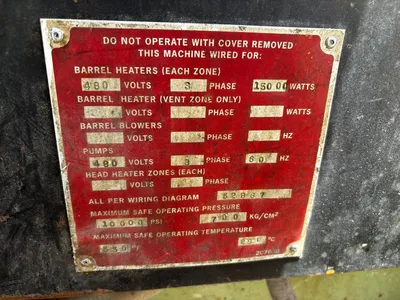 DO NOT OPERATE WITH COVER REMOVED
THIS MACHINE WIRED FOR:
BARREL HEATERS (EACH ZONE)
480 VOLTS 3 PHASE 15000 WATTS
BARREL HEATER (VENT ZONE ONLY)
VOLTS PHASE WATTS
BARREL BLOWERS
VOLTS PHASE HZ
PUMPS
480 VOLTS 3 PHASE 60 HZ
HEAD HEATER ZONES (EACH)
VOLTS PHASE
ALL PER WIRING DIAGRAM
MAXIMUM SAFE OPERATING PRESSURE
10000 PSI 700 KG/CM²
MAXIMUM SAFE OPERATING TEMPERATURE
°F °C